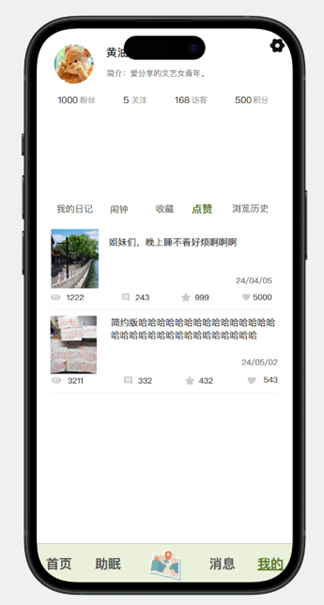 黄油
简介：爱分享的文艺女青年。
1000 粉丝 5 关注 168 访客 500 积分
我的日记 闹钟 收藏 点赞 浏览历史
姐妹们，晚上睡不着好烦啊啊啊
24/04/05
1222 243 999 5000
简约版哈哈哈哈哈哈哈哈哈哈哈哈哈哈哈
哈哈哈哈哈哈哈哈哈哈哈哈哈哈哈哈
24/05/02
3211 332 432 543
首页 助眠 消息 我的